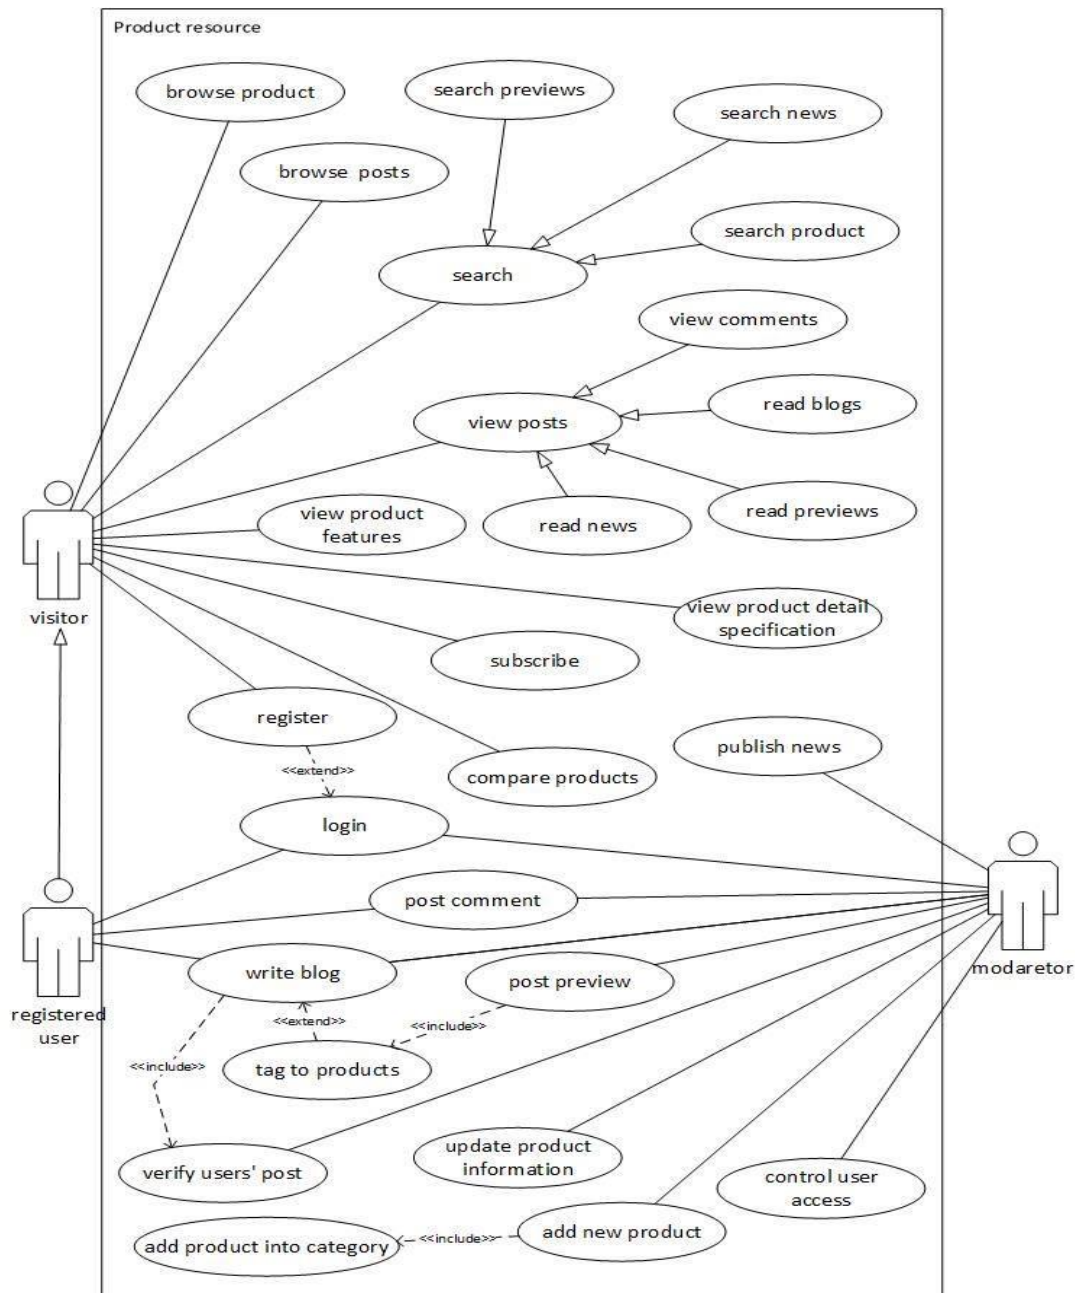 Product resource
browse product
search previews
search news
browse posts
search product
search
view comments
read blogs
view posts
view product
features
read news
read previews
visitor
view product detail
specification
subscribe
register
publish news
<<extend>>
compare products
login
post comment
write blog
post preview
modaretor
registered
user
<<extend>>
<<include>>
<<include>>
tag to products
verify users' post
update product
information
control user
access
add new product
<<include>>
add product into category